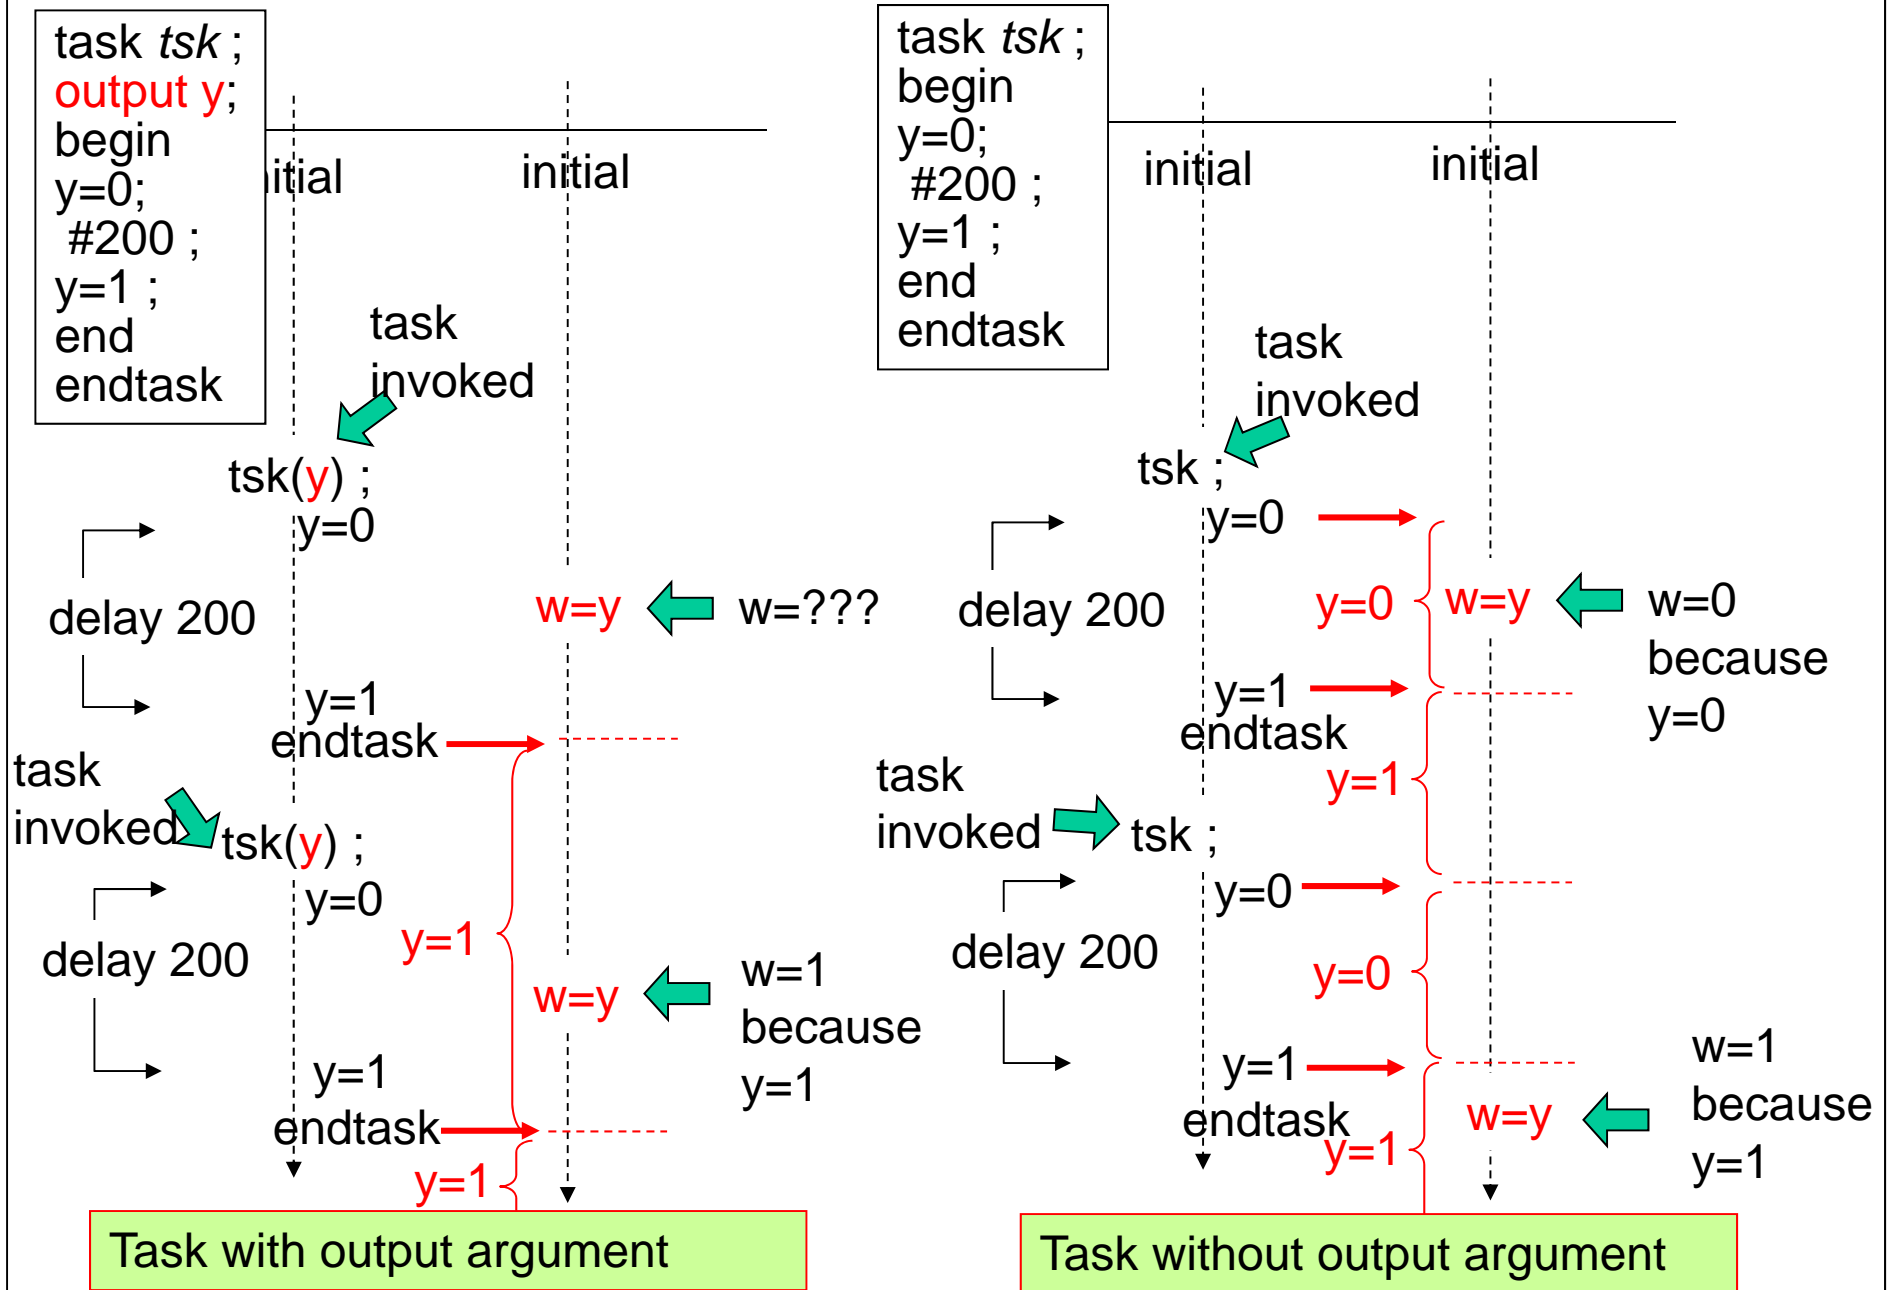 task tsk ;
output y;
begin
y=0;
#200 ;
y=1 ;
end
endtask
itial
initial
task
invoked
tsk(y) ;
y=0
delay 200
w=y
w=???
y=1
endtask
task
invoked
tsk(y) ;
y=0
y=1
delay 200
w=y
w=1
because
y=1
y=1
endtask
y=1
Task with output argument
task tsk ;
begin
y=0;
#200 ;
y=1 ;
end
endtask
initial
initial
task
invoked
tsk ;
y=0
delay 200
y=0
w=y
w=0
because
y=0
y=1
endtask
y=1
task
invoked
tsk ;
y=0
delay 200
y=0
y=1
endtask
y=1
w=y
w=1
because
y=1
Task without output argument